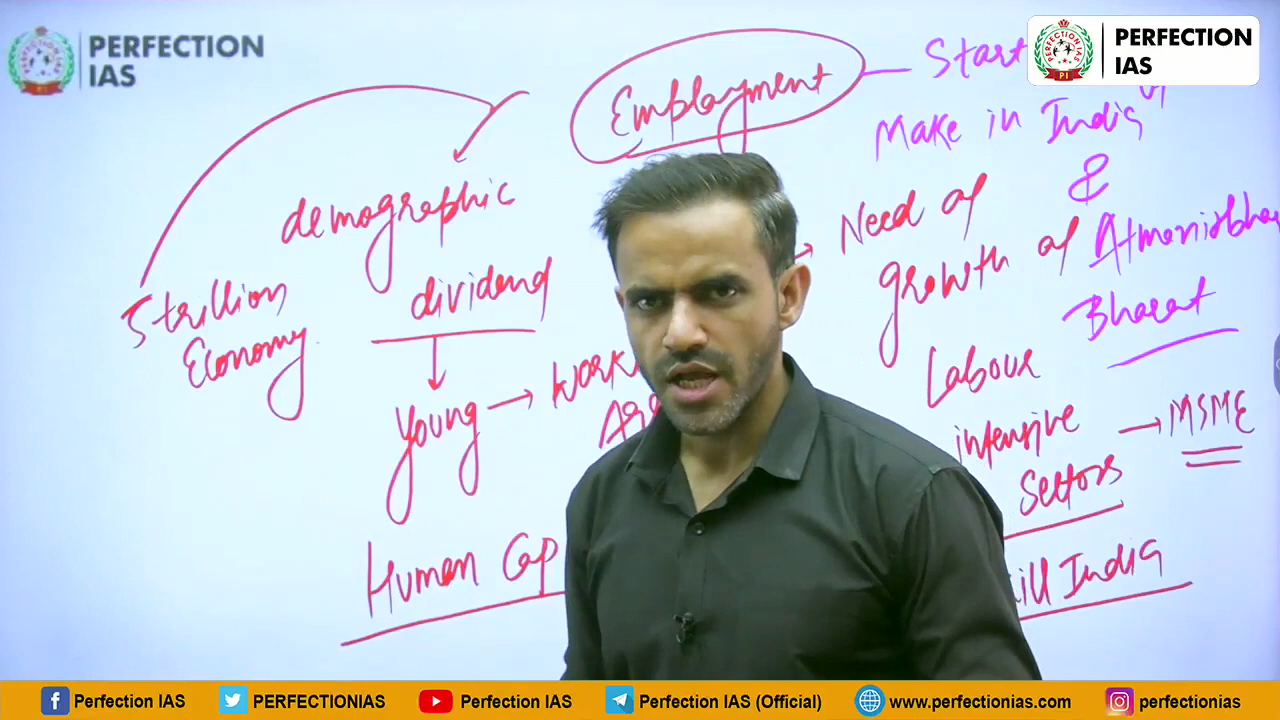 PERFECTION
IAS
PERFECTION
IAS
Employment
Start
Make in India
&
Atmanirbhar
Bharat
demographic
dividend
5 trillion
Economy
Young → Work
Need of
growth of
Labour
intensive
Sectors
→ MSME
Human Cap
ill India
Perfection IAS
PERFECTIONIAS
Perfection IAS
Perfection IAS (Official)
www.perfectionias.com
perfectionias